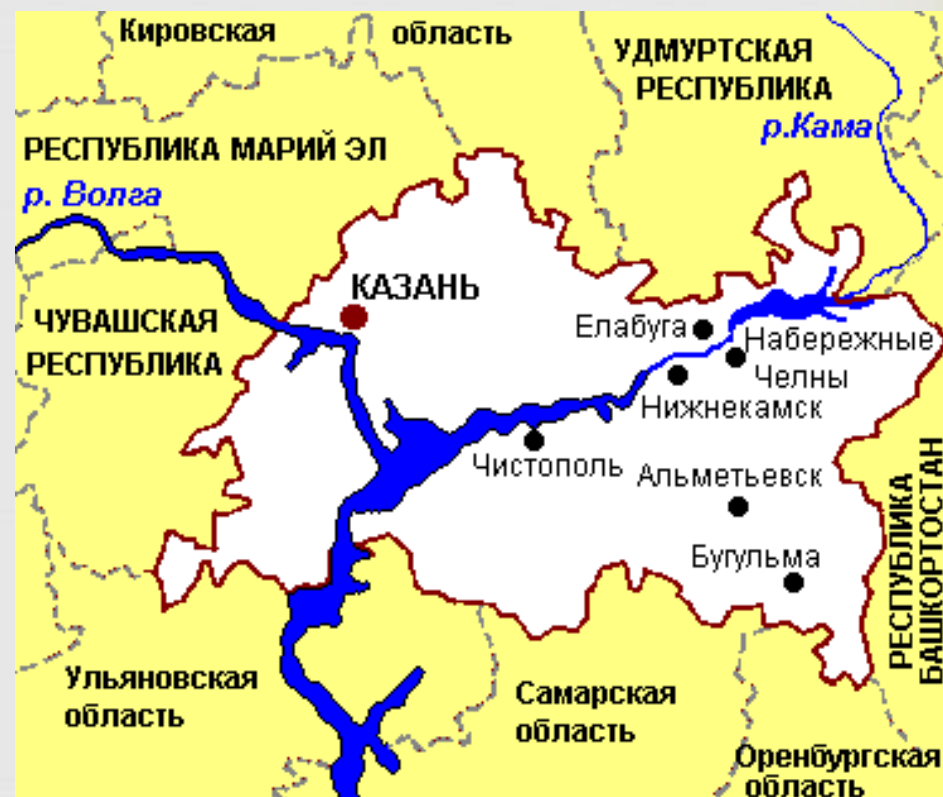 Кировская область
УДМУРТСКАЯ
РЕСПУБЛИКА
р.Кама
РЕСПУБЛИКА МАРИЙ ЭЛ
р. Волга
КАЗАНЬ
ЧУВАШСКАЯ
РЕСПУБЛИКА
Елабуга
Набережные
Челны
Нижнекамск
Чистополь
Альметьевск
Бугульма
РЕСПУБЛИКА
БАШКОРТОСТАН
Ульяновская
область
Самарская
область
Оренбургская
область